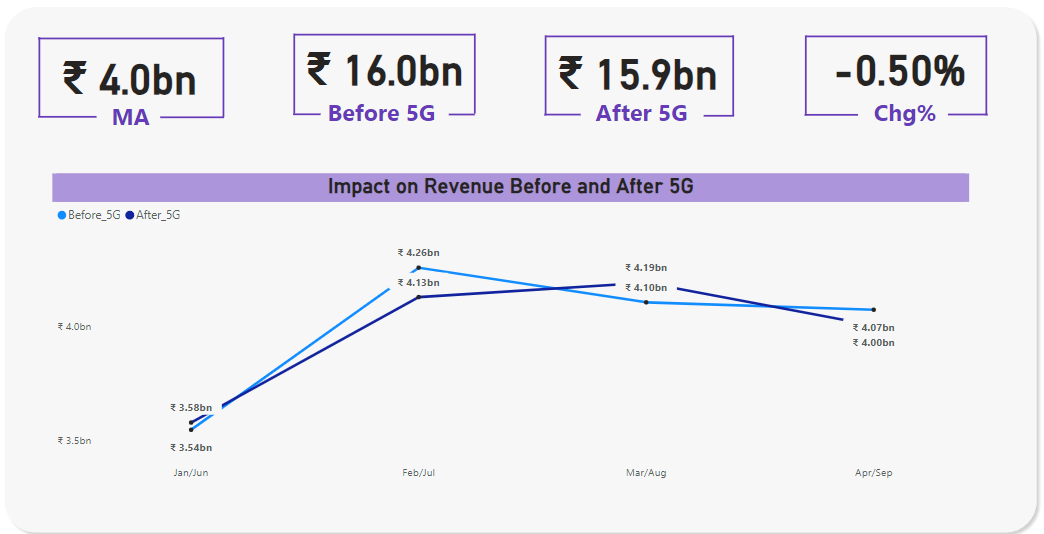 ₹ 4.0bn
MA
₹ 16.0bn
Before 5G
₹ 15.9bn
After 5G
-0.50%
Chg%
Impact on Revenue Before and After 5G
Before_5G After_5G
₹ 4.26bn
₹ 4.19bn
₹ 4.13bn
₹ 4.10bn
₹ 4.0bn
₹ 4.07bn
₹ 4.00bn
₹ 3.58bn
₹ 3.5bn
₹ 3.54bn
Jan/Jun Feb/Jul Mar/Aug Apr/Sep